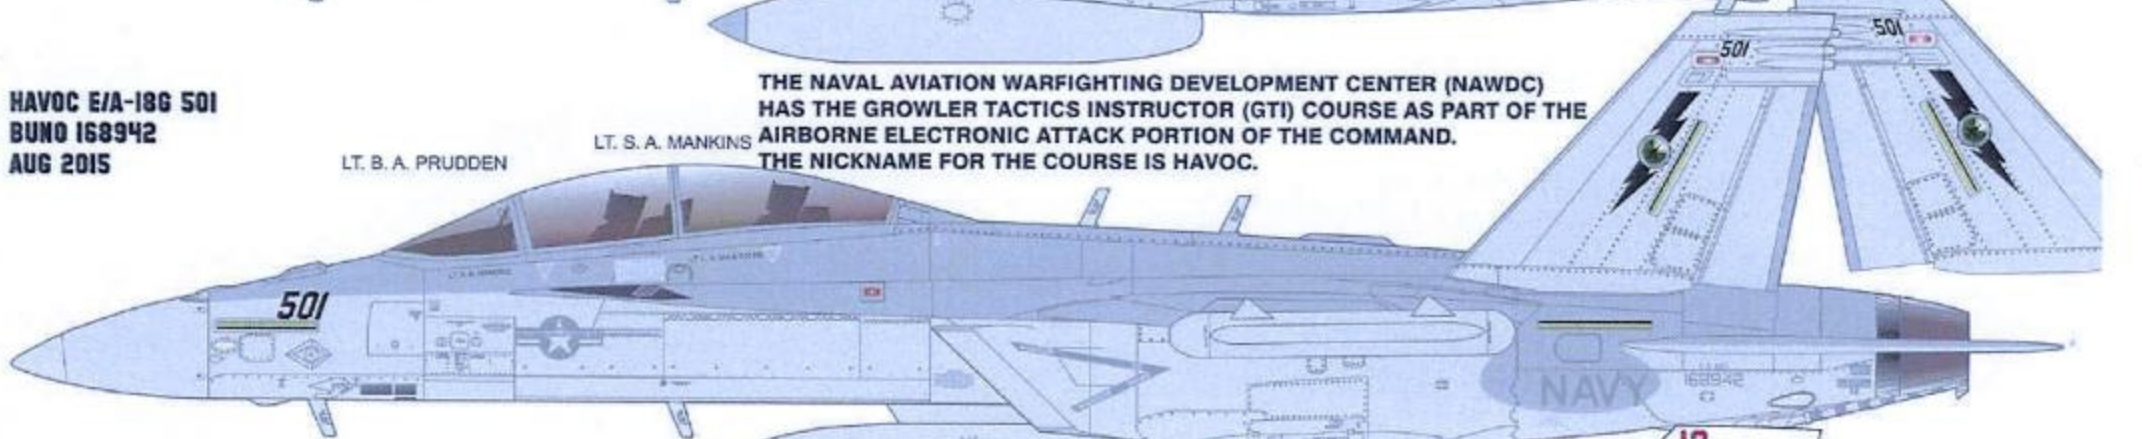 HAVOC E/A-18G 501
BUNO 168942
AUG 2015
THE NAVAL AVIATION WARFIGHTING DEVELOPMENT CENTER (NAWDC)
HAS THE GROWLER TACTICS INSTRUCTOR (GTI) COURSE AS PART OF THE
AIRBORNE ELECTRONIC ATTACK PORTION OF THE COMMAND.
THE NICKNAME FOR THE COURSE IS HAVOC.
LT. B. A. PRUDDEN
LT. S. A. MANKINS
501
501
501
NAVY
168942